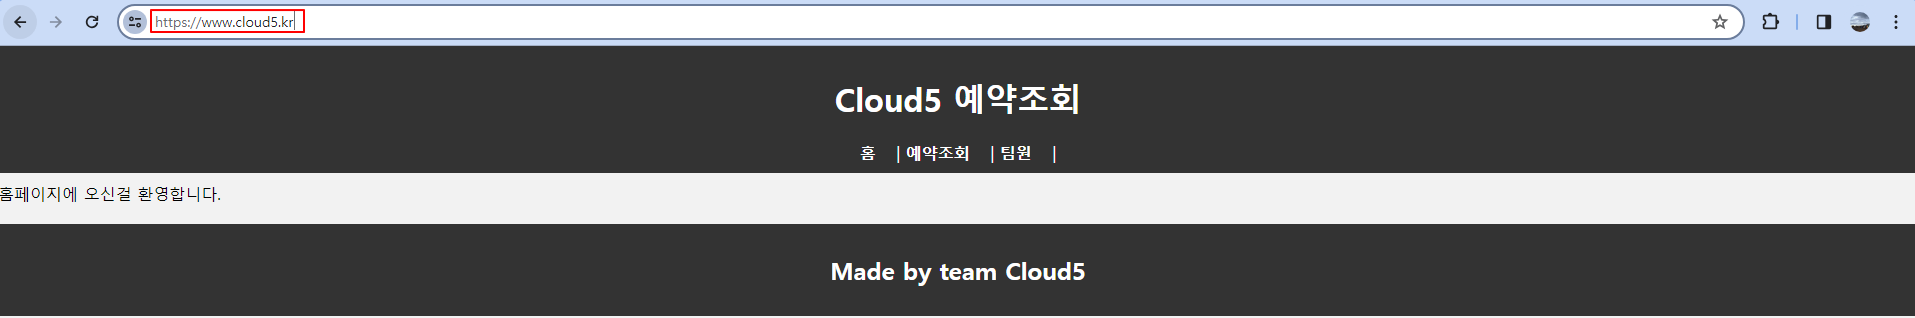 https://www.cloud5.kr
Cloud5 예약조회
홈 | 예약조회 | 팀원 |
홈페이지에 오신걸 환영합니다.
Made by team Cloud5